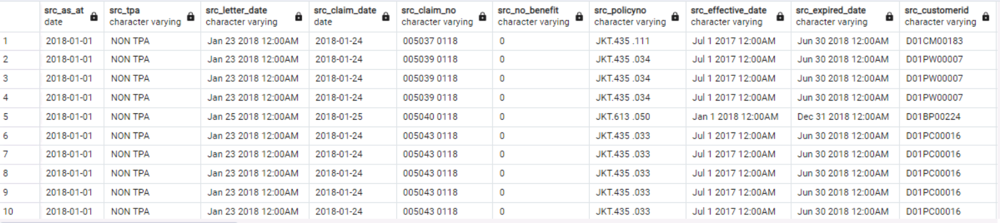 src_as_at src_tpa src_letter_date src_claim_date src_claim_no src_no_benefit src_policyno src_effective_date src_expired_date src_customerid
date character varying character varying date character varying character varying character varying character varying character varying character varying
1 2018-01-01 NON TPA Jan 23 2018 12:00AM 2018-01-24 005037 0118 0 JKT.435 .111 Jul 1 2017 12:00AM Jun 30 2018 12:00AM D01CM00183
2 2018-01-01 NON TPA Jan 23 2018 12:00AM 2018-01-24 005039 0118 0 JKT.435 .034 Jul 1 2017 12:00AM Jun 30 2018 12:00AM D01PW00007
3 2018-01-01 NON TPA Jan 23 2018 12:00AM 2018-01-24 005039 0118 0 JKT.435 .034 Jul 1 2017 12:00AM Jun 30 2018 12:00AM D01PW00007
4 2018-01-01 NON TPA Jan 23 2018 12:00AM 2018-01-24 005039 0118 0 JKT.435 .034 Jul 1 2017 12:00AM Jun 30 2018 12:00AM D01PW00007
5 2018-01-01 NON TPA Jan 25 2018 12:00AM 2018-01-25 005040 0118 0 JKT.613 .050 Jan 1 2018 12:00AM Dec 31 2018 12:00AM D01BP00224
6 2018-01-01 NON TPA Jan 23 2018 12:00AM 2018-01-24 005043 0118 0 JKT.435 .033 Jul 1 2017 12:00AM Jun 30 2018 12:00AM D01PC00016
7 2018-01-01 NON TPA Jan 23 2018 12:00AM 2018-01-24 005043 0118 0 JKT.435 .033 Jul 1 2017 12:00AM Jun 30 2018 12:00AM D01PC00016
8 2018-01-01 NON TPA Jan 23 2018 12:00AM 2018-01-24 005043 0118 0 JKT.435 .033 Jul 1 2017 12:00AM Jun 30 2018 12:00AM D01PC00016
9 2018-01-01 NON TPA Jan 23 2018 12:00AM 2018-01-24 005043 0118 0 JKT.435 .033 Jul 1 2017 12:00AM Jun 30 2018 12:00AM D01PC00016
10 2018-01-01 NON TPA Jan 23 2018 12:00AM 2018-01-24 005043 0118 0 JKT.435 .033 Jul 1 2017 12:00AM Jun 30 2018 12:00AM D01PC00016